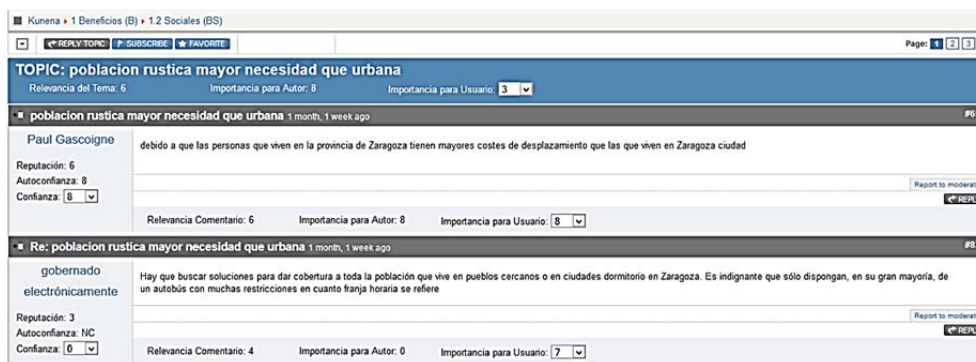 Kunena 1 Beneficios (B) 1.2 Sociales (BS)
REPLY TOPIC SUBSCRIBE FAVORITE Page: 1 2 3
TOPIC: poblacion rustica mayor necesidad que urbana
Relevancia del Tema: 6 Importancia para Autor: 8 Importancia para Usuario: 3
poblacion rustica mayor necesidad que urbana 1 month, 1 week ago #6
Paul Gascoigne
debido a que las personas que viven en la provincia de Zaragoza tienen mayores costes de desplazamiento que las que viven en Zaragoza ciudad
Reputación: 6
Autoconfianza: 8
Confianza: 8
Report to moderat
REPL
Relevancia Comentario: 6 Importancia para Autor: 8 Importancia para Usuario: 8
Re: poblacion rustica mayor necesidad que urbana 1 month, 1 week ago #8
gobernado
electrónicamente
Hay que buscar soluciones para dar cobertura a toda la población que vive en pueblos cercanos o en ciudades dormitorio en Zaragoza. Es indignante que sólo dispongan, en su gran mayoría, de
un autobús con muchas restricciones en cuanto franja horaria se refiere
Reputación: 3
Autoconfianza: NC
Confianza: 0
Report to moderat
REPL
Relevancia Comentario: 4 Importancia para Autor: 0 Importancia para Usuario: 7